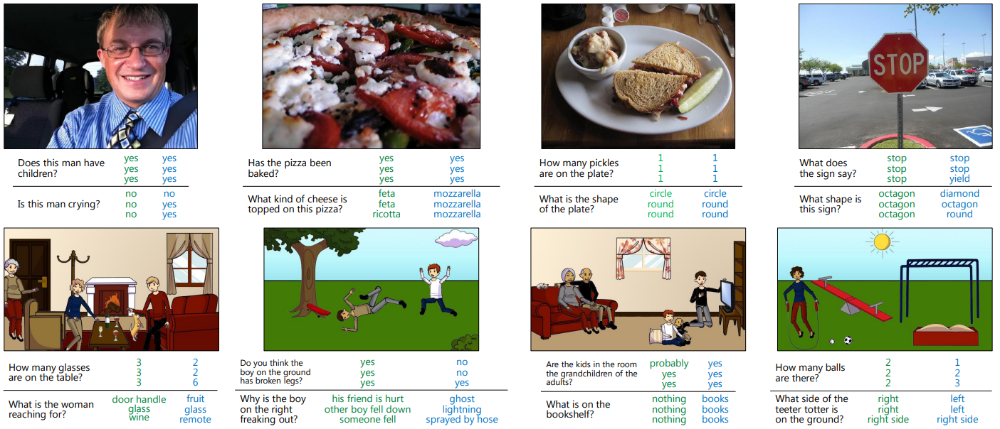 STOP
Does this man have
children?
yes yes
yes yes
yes yes
Is this man crying?
no no
no yes
no yes
Has the pizza been
baked?
yes yes
yes yes
yes yes
What kind of cheese is
topped on this pizza?
feta mozzarella
feta mozzarella
ricotta mozzarella
How many pickles
are on the plate?
1 1
1 1
1 1
What is the shape
of the plate?
circle circle
round round
round round
What does
the sign say?
stop stop
stop stop
stop yield
What shape is
this sign?
octagon diamond
octagon octagon
octagon round
How many glasses
are on the table?
3 2
3 2
3 6
What is the woman
reaching for?
door handle fruit
glass glass
wine remote
Do you think the
boy on the ground
has broken legs?
yes no
yes no
yes yes
Why is the boy
on the right
freaking out?
his friend is hurt ghost
other boy fell down lightning
someone fell sprayed by hose
Are the kids in the room
the grandchildren of the
adults?
probably yes
yes yes
yes yes
What is on the
bookshelf?
nothing books
nothing books
nothing books
How many balls
are there?
2 1
2 2
2 3
What side of the
teeter totter is
on the ground?
right left
right left
right side right side